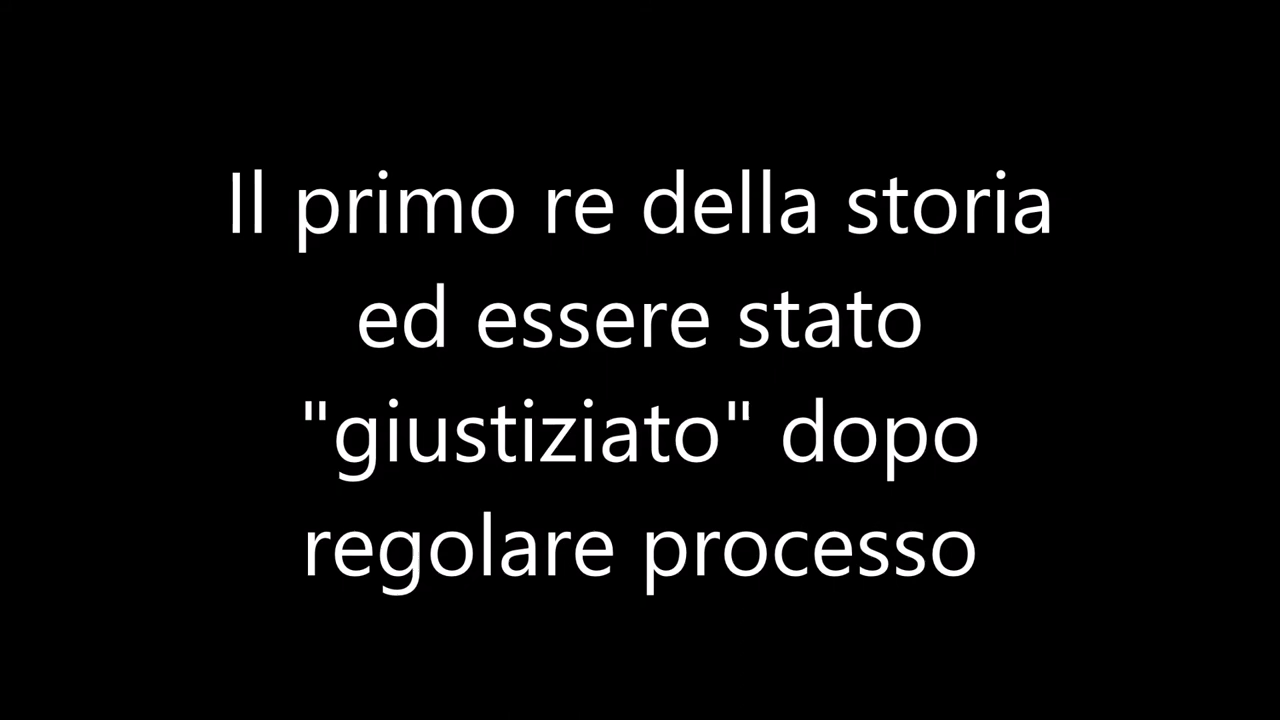 Il primo re della storia
ed essere stato
"giustiziato" dopo
regolare processo